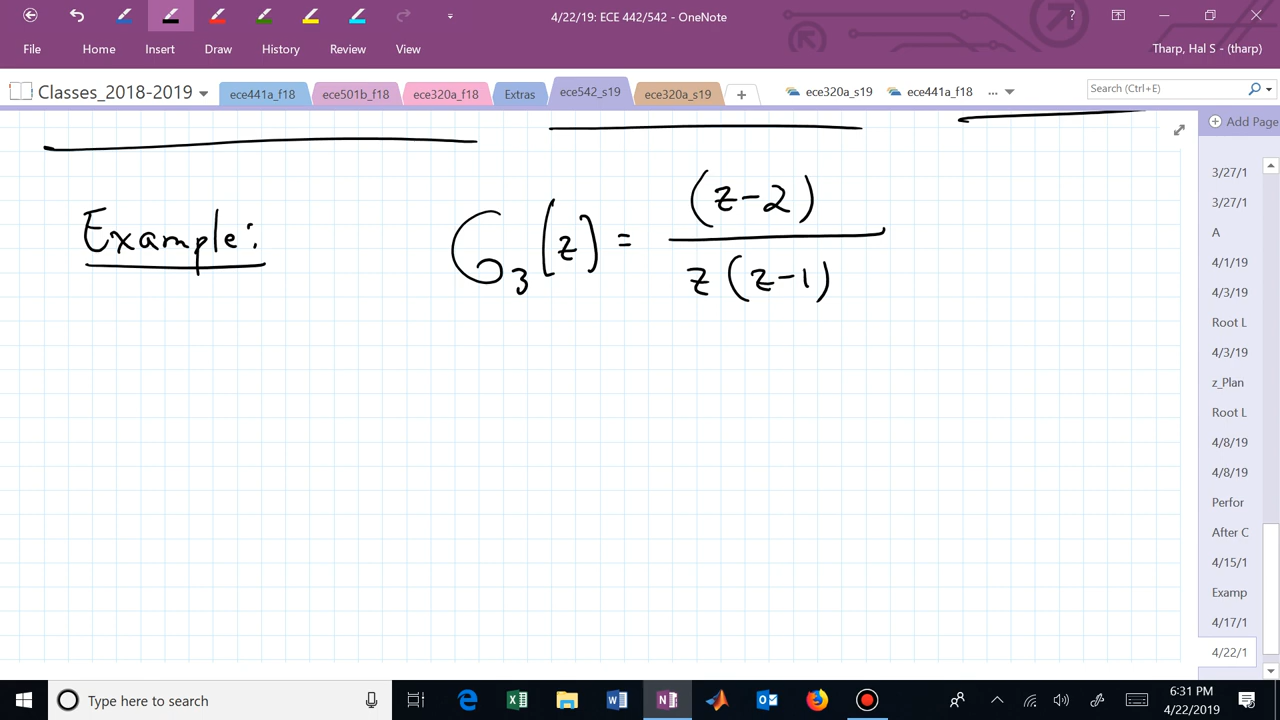 4/22/19: ECE 442/542 - OneNote
?
File Home Insert Draw History Review View
Tharp, Hal S - (tharp)
Classes_2018-2019
ece441a_f18 ece501b_f18 ece320a_f18 Extras ece542_s19 ece320a_s19 + ece320a_s19 ece441a_f18 ...
Search (Ctrl+E)
+ Add Page
3/27/1
3/27/1
A
4/1/19
4/3/19
Root L
4/3/19
z_Plan
Root L
4/8/19
4/8/19
Perfor
After C
4/15/1
Examp
4/17/1
4/22/1
(z-2)
Example: G3[z] =
z(z-1)
Type here to search
6:31 PM
4/22/2019